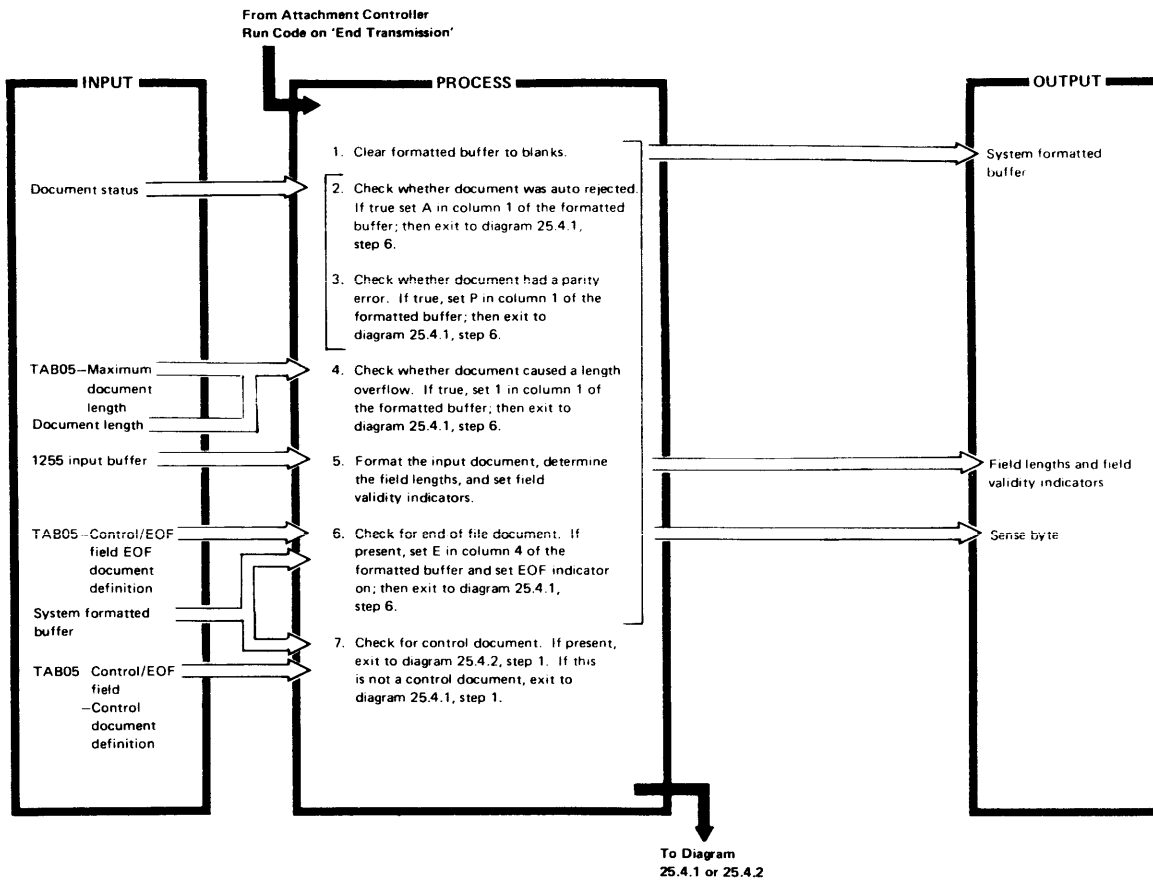 From Attachment Controller
Run Code on 'End Transmission'
INPUT
PROCESS
OUTPUT
1. Clear formatted buffer to blanks.
System formatted
buffer
Document status
2. Check whether document was auto rejected.
If true set A in column 1 of the formatted
buffer; then exit to diagram 25.4.1,
step 6.
3. Check whether document had a parity
error. If true, set P in column 1 of the
formatted buffer; then exit to
diagram 25.4.1, step 6.
TAB05—Maximum
document
length
Document length
4. Check whether document caused a length
overflow. If true, set 1 in column 1 of
the formatted buffer; then exit to
diagram 25.4.1, step 6.
1255 input buffer
5. Format the input document, determine
the field lengths, and set field
validity indicators.
Field lengths and field
validity indicators
TAB05—Control/EOF
field EOF
document
definition
6. Check for end of file document. If
present, set E in column 4 of the
formatted buffer and set EOF indicator
on; then exit to diagram 25.4.1,
step 6.
Sense byte
System formatted
buffer
7. Check for control document. If present,
exit to diagram 25.4.2, step 1. If this
is not a control document, exit to
diagram 25.4.1, step 1.
TAB05 Control/EOF
field
—Control
document
definition
To Diagram
25.4.1 or 25.4.2